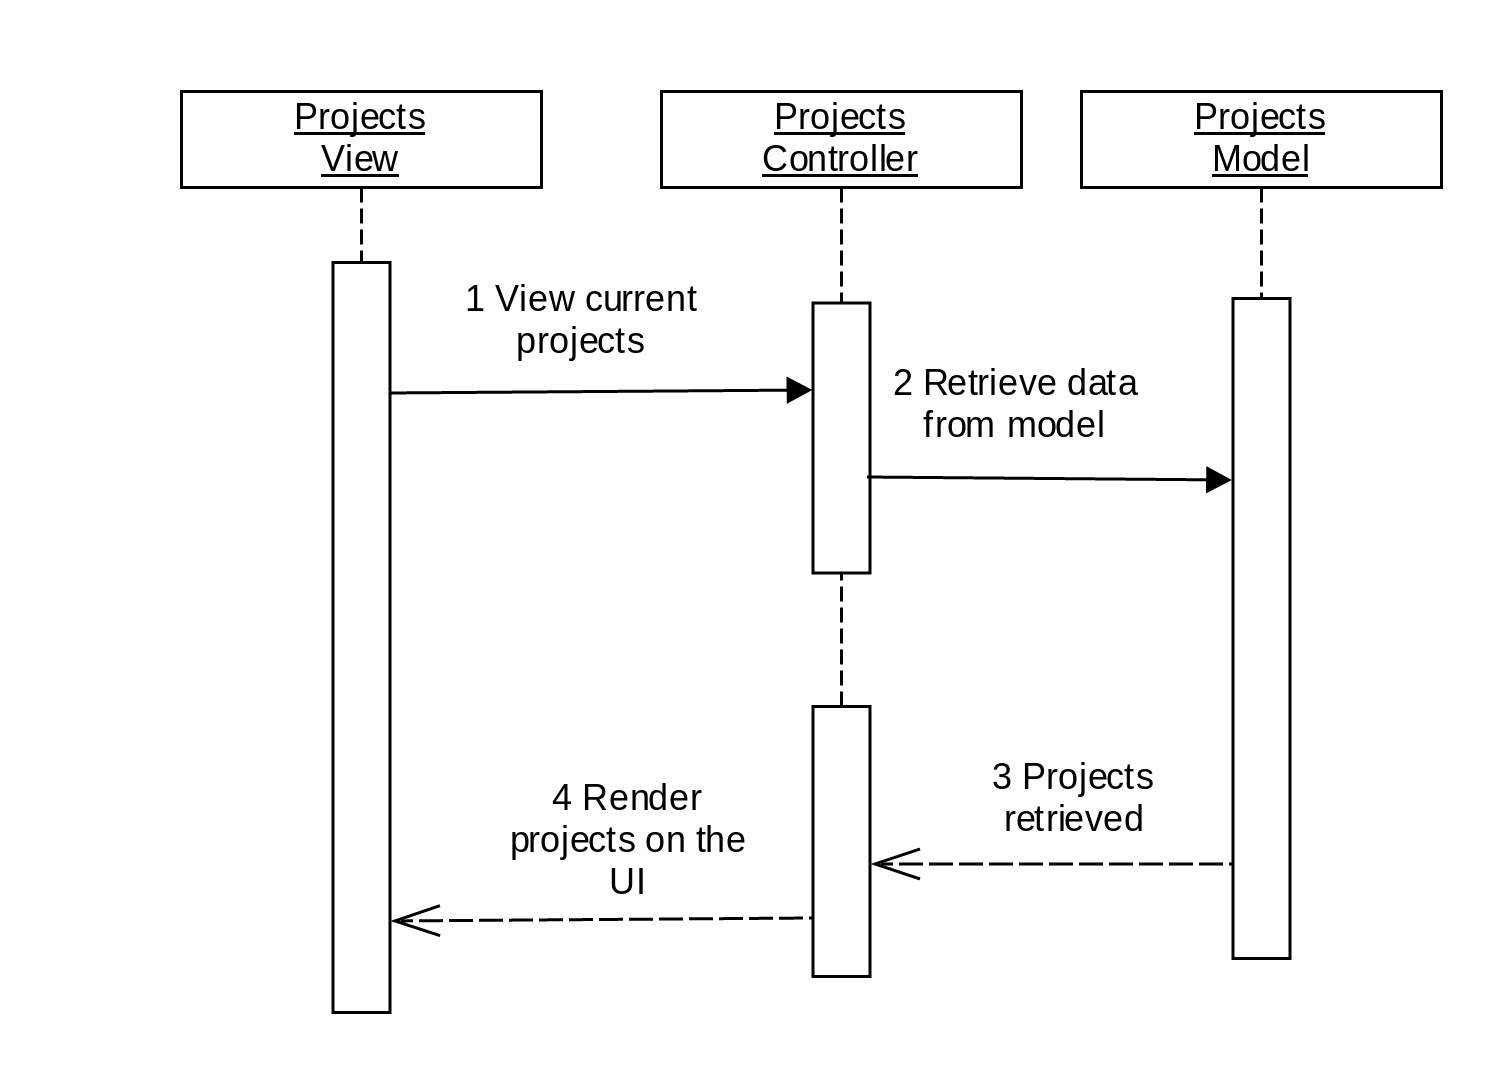 Projects
View
Projects
Controller
Projects
Model
1 View current
projects
2 Retrieve data
from model
3 Projects
retrieved
4 Render
projects on the
UI